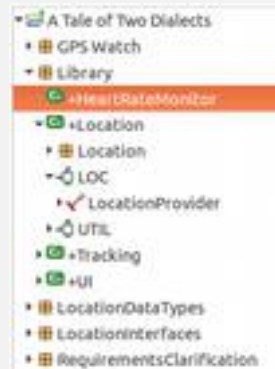 A Tale of Two Dialects
GPS Watch
Library
+HeartRateMonitor
+Location
Location
LOC
LocationProvider
UTIL
+Tracking
+UI
LocationDataTypes
LocationInterfaces
RequirementsClarification